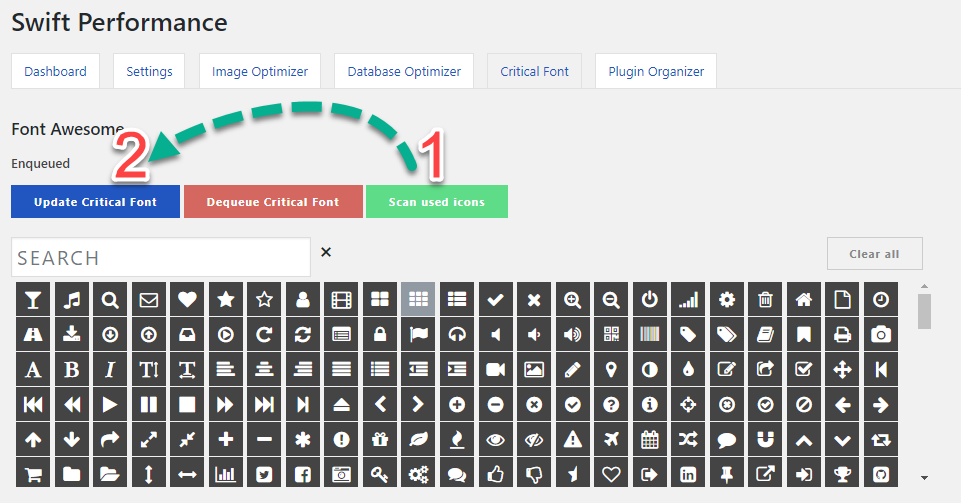 Swift Performance
Dashboard
Settings
Image Optimizer
Database Optimizer
Critical Font
Plugin Organizer
Font Awesome
2
1
Enqueued
Update Critical Font
Dequeue Critical Font
Scan used icons
SEARCH
×
Clear all